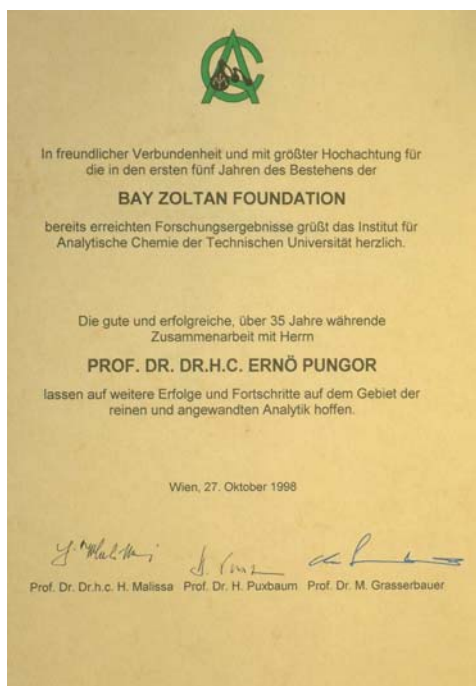 In freundlicher Verbundenheit und mit größter Hochachtung für
die in den ersten fünf Jahren des Bestehens der
BAY ZOLTAN FOUNDATION
bereits erreichten Forschungsergebnisse grüßt das Institut für
Analytische Chemie der Technischen Universität herzlich.
Die gute und erfolgreiche, über 35 Jahre währende
Zusammenarbeit mit Herrn
PROF. DR. DR.H.C. ERNÖ PUNGOR
lassen auf weitere Erfolge und Fortschritte auf dem Gebiet der
reinen und angewandten Analytik hoffen.
Wien, 27. Oktober 1998
Prof. Dr. Dr.h.c. H. Malissa Prof. Dr. H. Puxbaum Prof. Dr. M. Grasserbauer